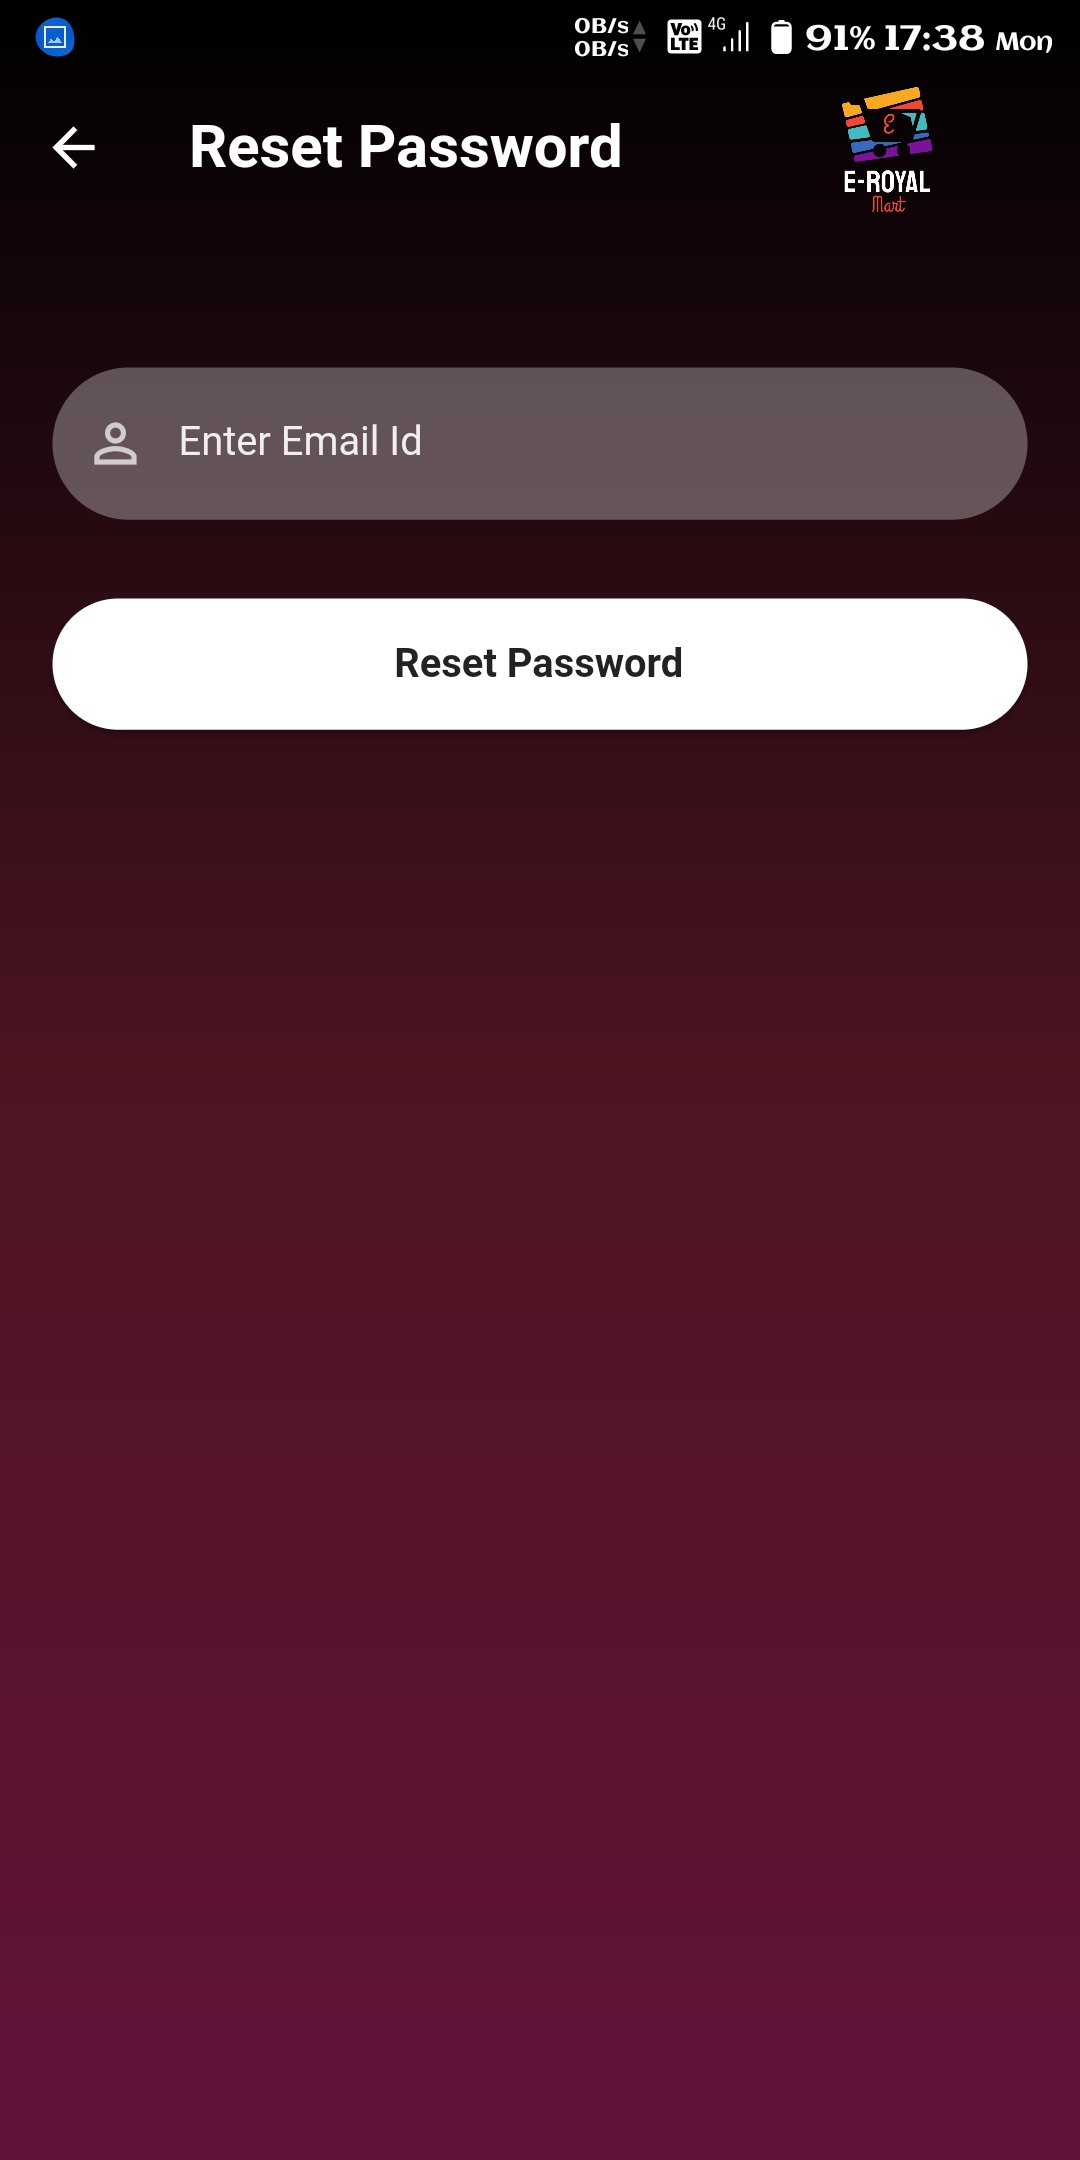 0B/s
0B/s
Vo
LTE
4G
91% 17:38 Mon
Reset Password
E
E-ROYAL
Mart
Enter Email Id
Reset Password